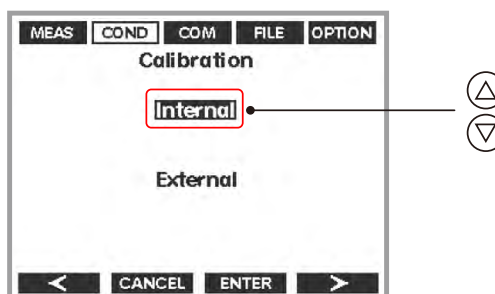 MEAS COND COM FILE OPTION
Calibration
Internal
External
< CANCEL ENTER >